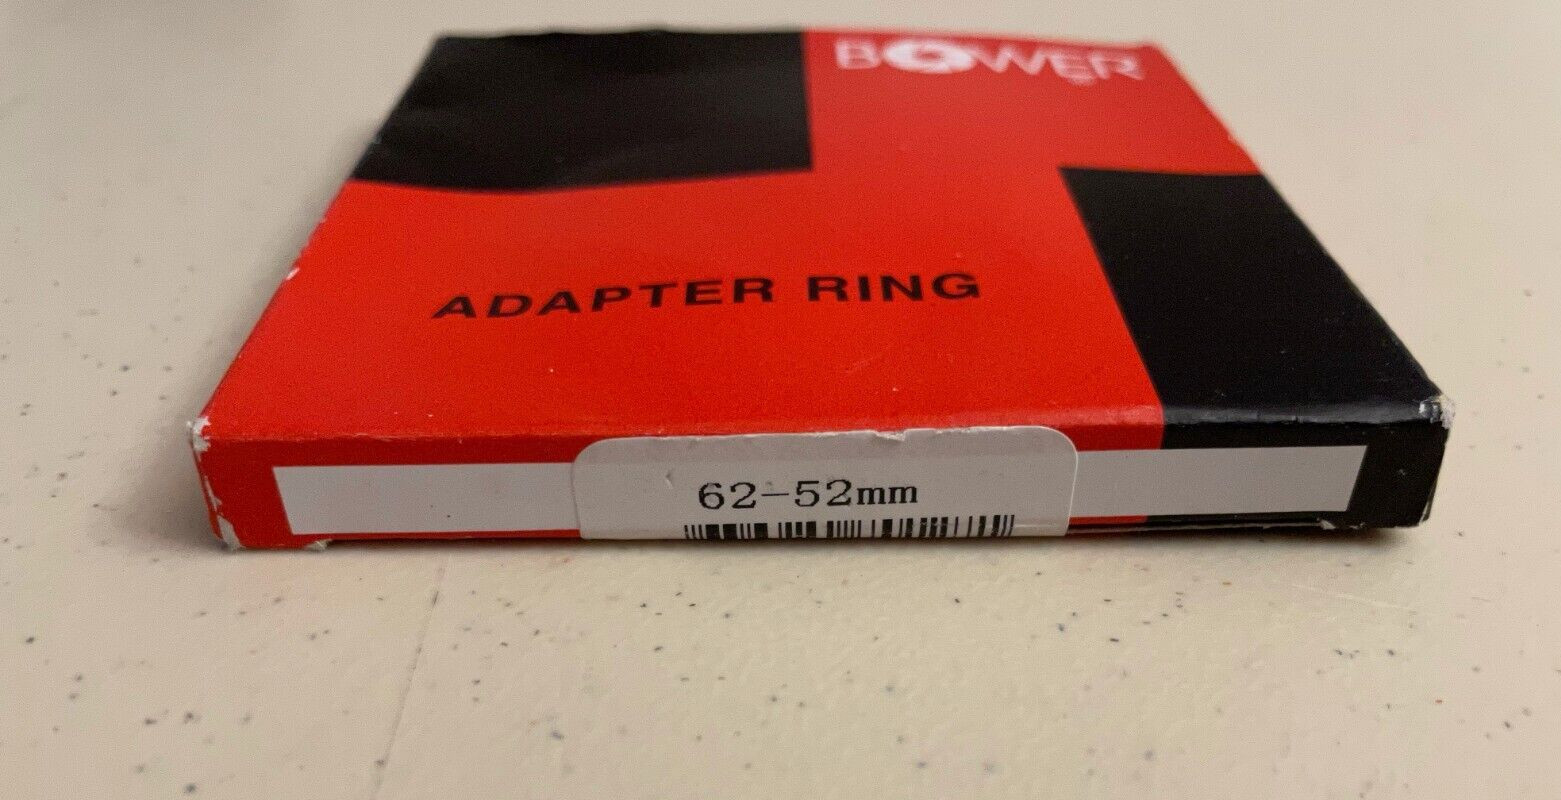 BOWER
ADAPTER RING
62-52mm